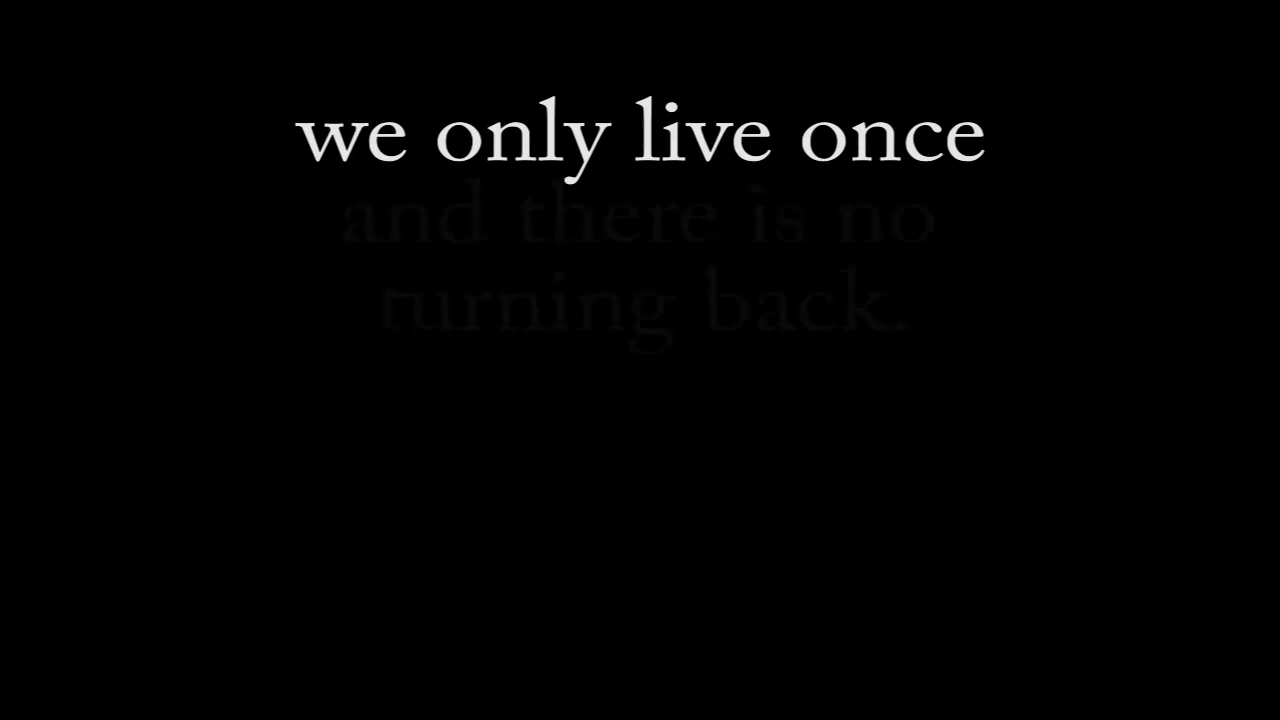 we only live once
and there is no
turning back.